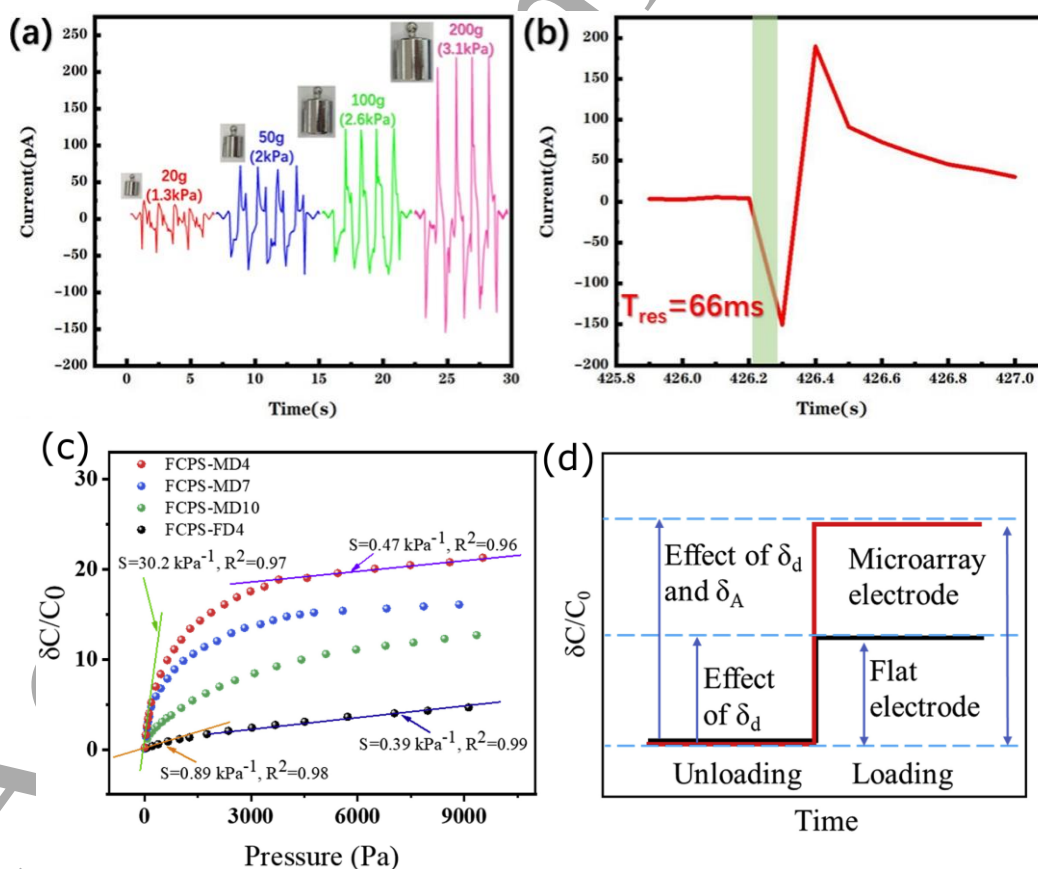 (a)
250
200
150
100
50
0
-50
-100
-150
-200
Current(pA)
20g
(1.3kPa)
50g
(2kPa)
100g
(2.6kPa)
200g
(3.1kPa)
0 5 10 15 20 25 30
Time(s)
(b)
200
150
100
50
0
-50
-100
-150
-200
Current(pA)
Tres=66ms
425.8 426.0 426.2 426.4 426.6 426.8 427.0
Time(s)
(c)
30
20
10
0
δC/C0
FCPS-MD4
FCPS-MD7
FCPS-MD10
FCPS-FD4
S=30.2 kPa-1, R2=0.97
S=0.47 kPa-1, R2=0.96
S=0.89 kPa-1, R2=0.98
S=0.39 kPa-1, R2=0.99
0 3000 6000 9000
Pressure (Pa)
(d)
δC/C0
Effect of δd
and δA
Microarray
electrode
Effect
of δd
Flat
electrode
Unloading Loading
Time